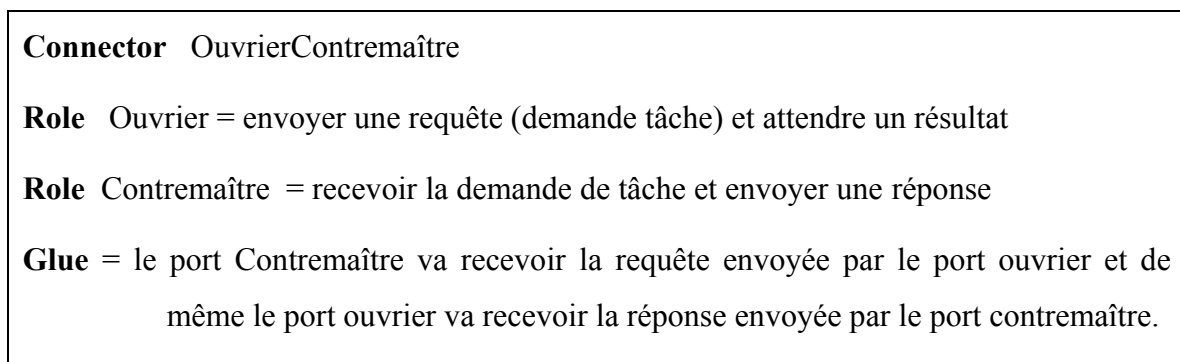 Connector OuvrierContremaître
Role Ouvrier = envoyer une requête (demande tâche) et attendre un résultat
Role Contremaître = recevoir la demande de tâche et envoyer une réponse
Glue = le port Contremaître va recevoir la requête envoyée par le port ouvrier et de
même le port ouvrier va recevoir la réponse envoyée par le port contremaître.